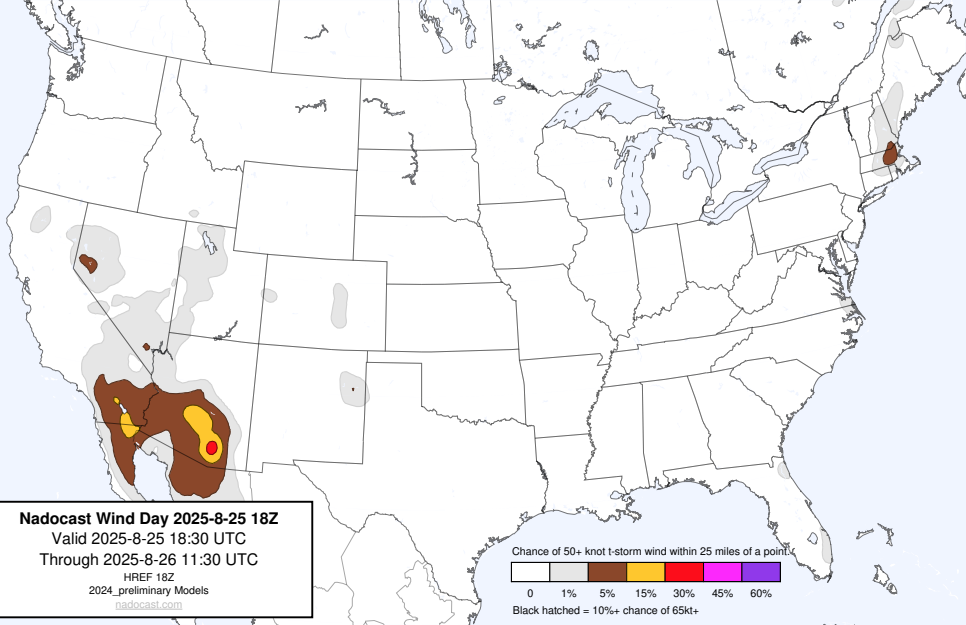 Nadocast Wind Day 2025-8-25 18Z
Valid 2025-8-25 18:30 UTC
Through 2025-8-26 11:30 UTC
HREF 18Z
2024_preliminary Models
nadocast.com
Chance of 50+ knot t-storm wind within 25 miles of a point.
0 1% 5% 15% 30% 45% 60%
Black hatched = 10%+ chance of 65kt+